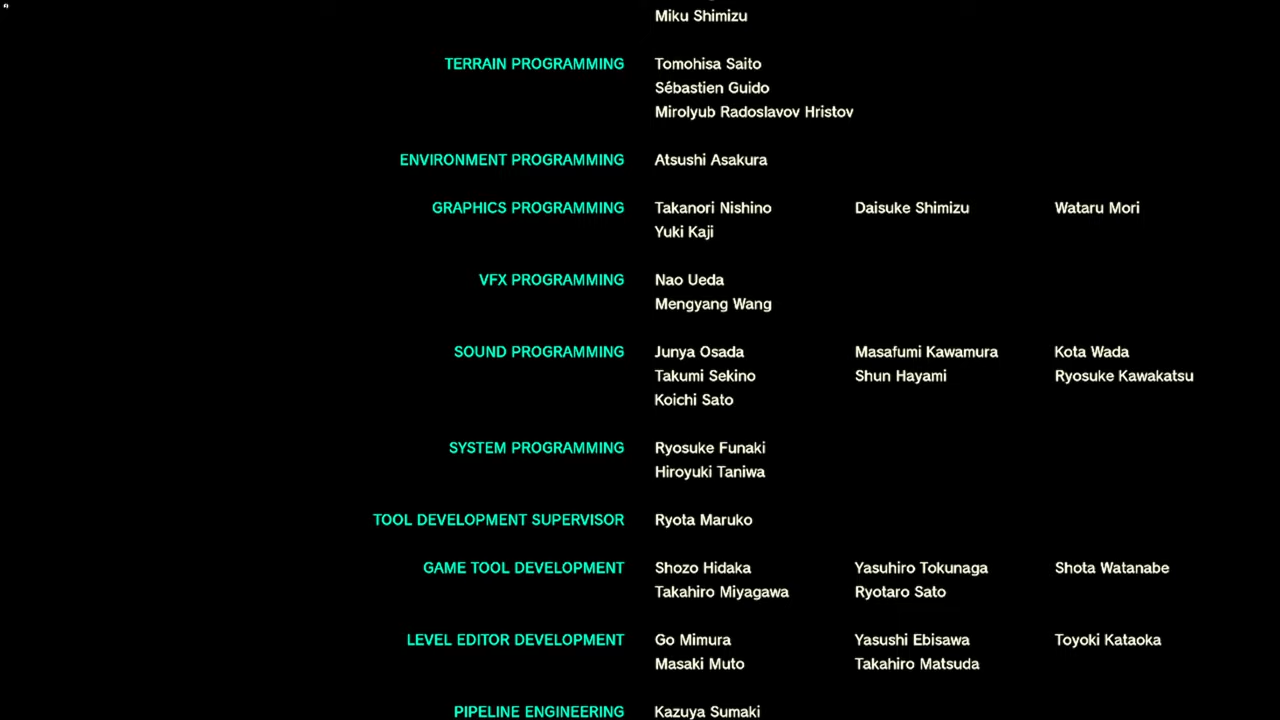 Miku Shimizu
TERRAIN PROGRAMMING Tomohisa Saito
Sébastien Guido
Mirolyub Radoslavov Hristov
ENVIRONMENT PROGRAMMING Atsushi Asakura
GRAPHICS PROGRAMMING Takanori Nishino Daisuke Shimizu Wataru Mori
Yuki Kaji
VFX PROGRAMMING Nao Ueda
Mengyang Wang
SOUND PROGRAMMING Junya Osada Masafumi Kawamura Kota Wada
Takumi Sekino Shun Hayami Ryosuke Kawakatsu
Koichi Sato
SYSTEM PROGRAMMING Ryosuke Funaki
Hiroyuki Taniwa
TOOL DEVELOPMENT SUPERVISOR Ryota Maruko
GAME TOOL DEVELOPMENT Shozo Hidaka Yasuhiro Tokunaga Shota Watanabe
Takahiro Miyagawa Ryotaro Sato
LEVEL EDITOR DEVELOPMENT Go Mimura Yasushi Ebisawa Toyoki Kataoka
Masaki Muto Takahiro Matsuda
PIPELINE ENGINEERING Kazuya Sumaki